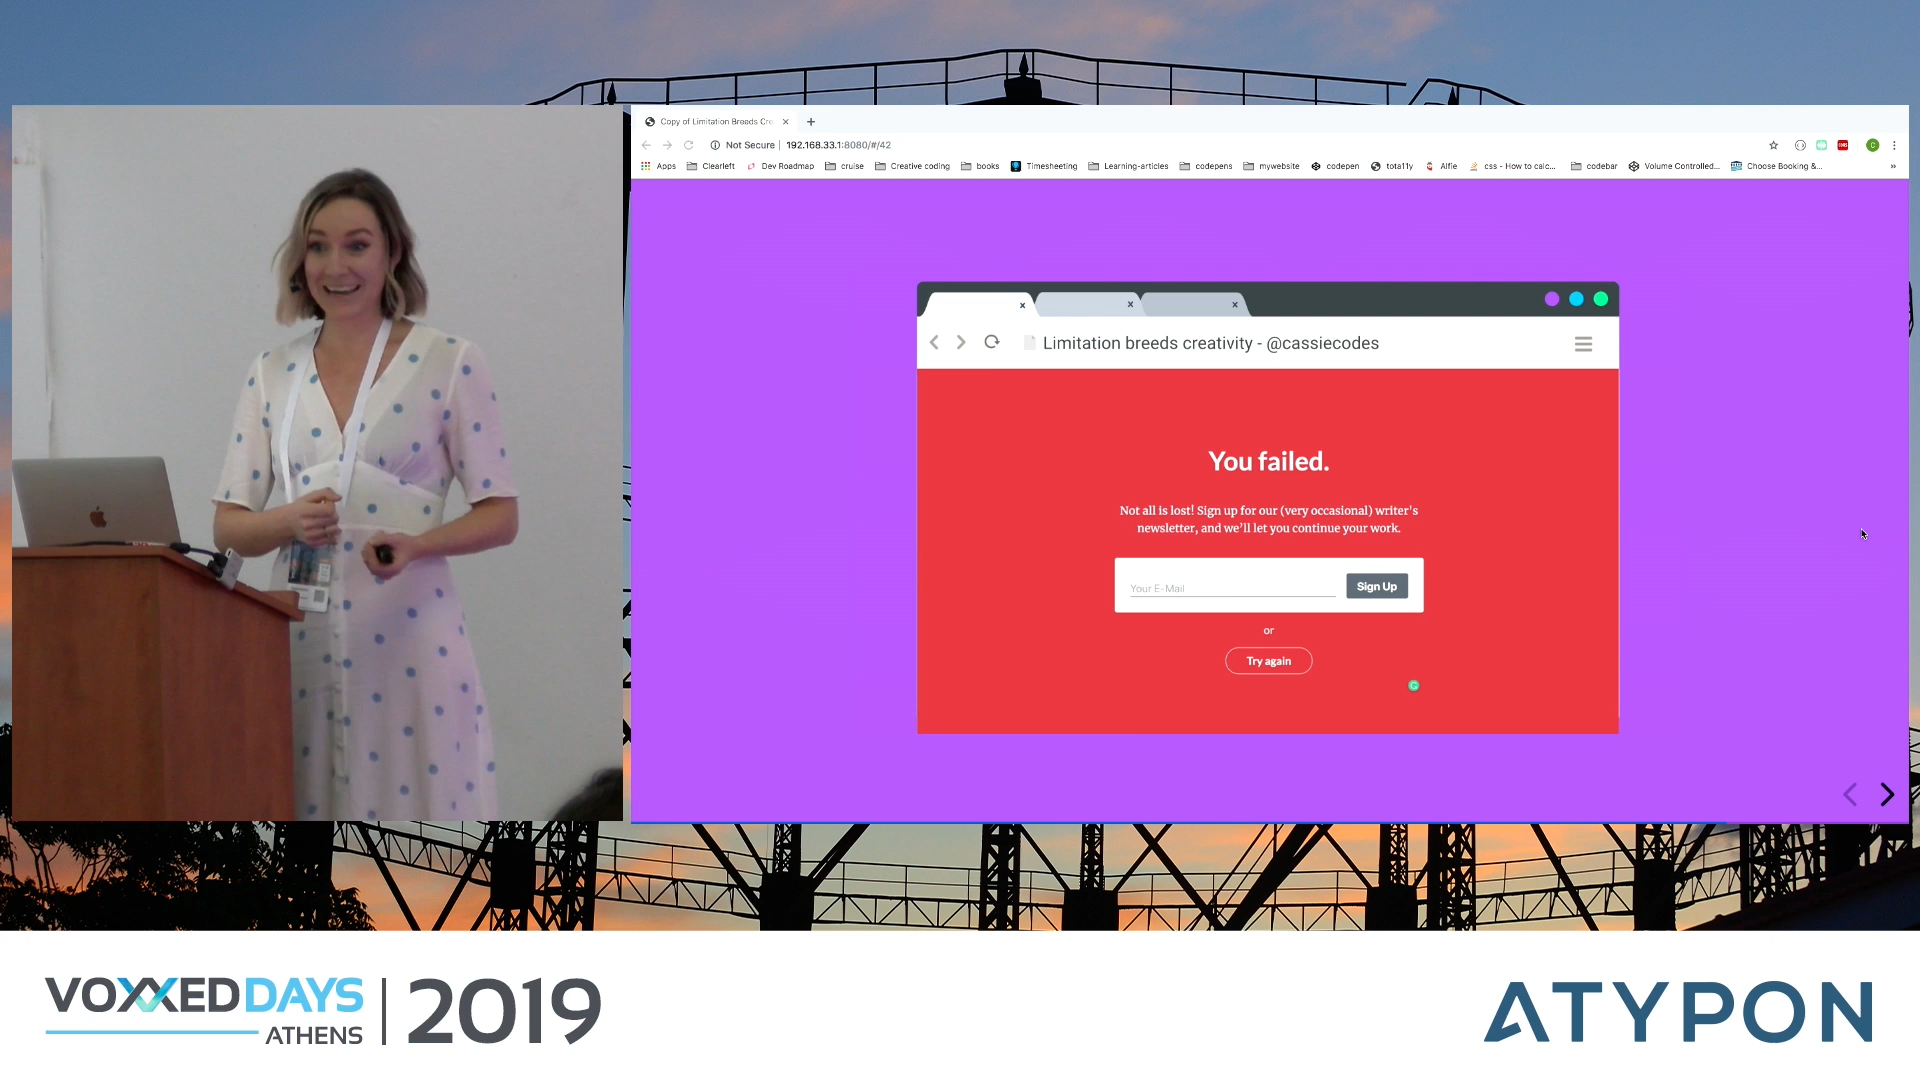 Copy of Limitation Breeds Cre
Not Secure | 192.168.33.1:8080/#/42
Apps Clearleft Dev Roadmap cruise Creative coding books Timesheeting Learning-articles codepens mywebsite codepen tota11y Alfie css - How to calc... codebar Volume Controlled... Choose Booking &... »
Limitation breeds creativity - @cassiecodes
You failed.
Not all is lost! Sign up for our (very occasional) writer's
newsletter, and we'll let you continue your work.
Your E-Mail
Sign Up
or
Try again
VOXXED DAYS
ATHENS
2019
ATYPON